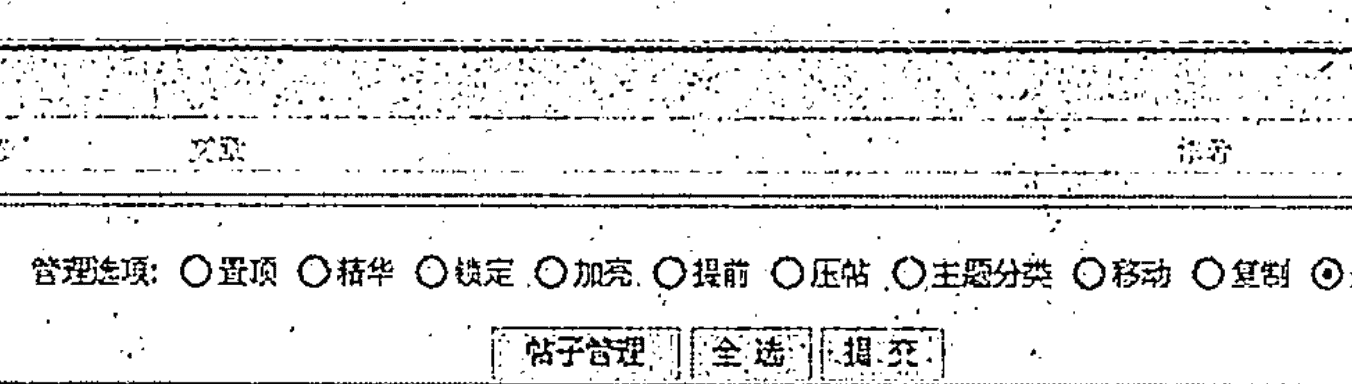 管理选项: 置顶 精华 锁定 加亮 提前 压帖 主题分类 移动 复制
帖子管理 全 选 提 交